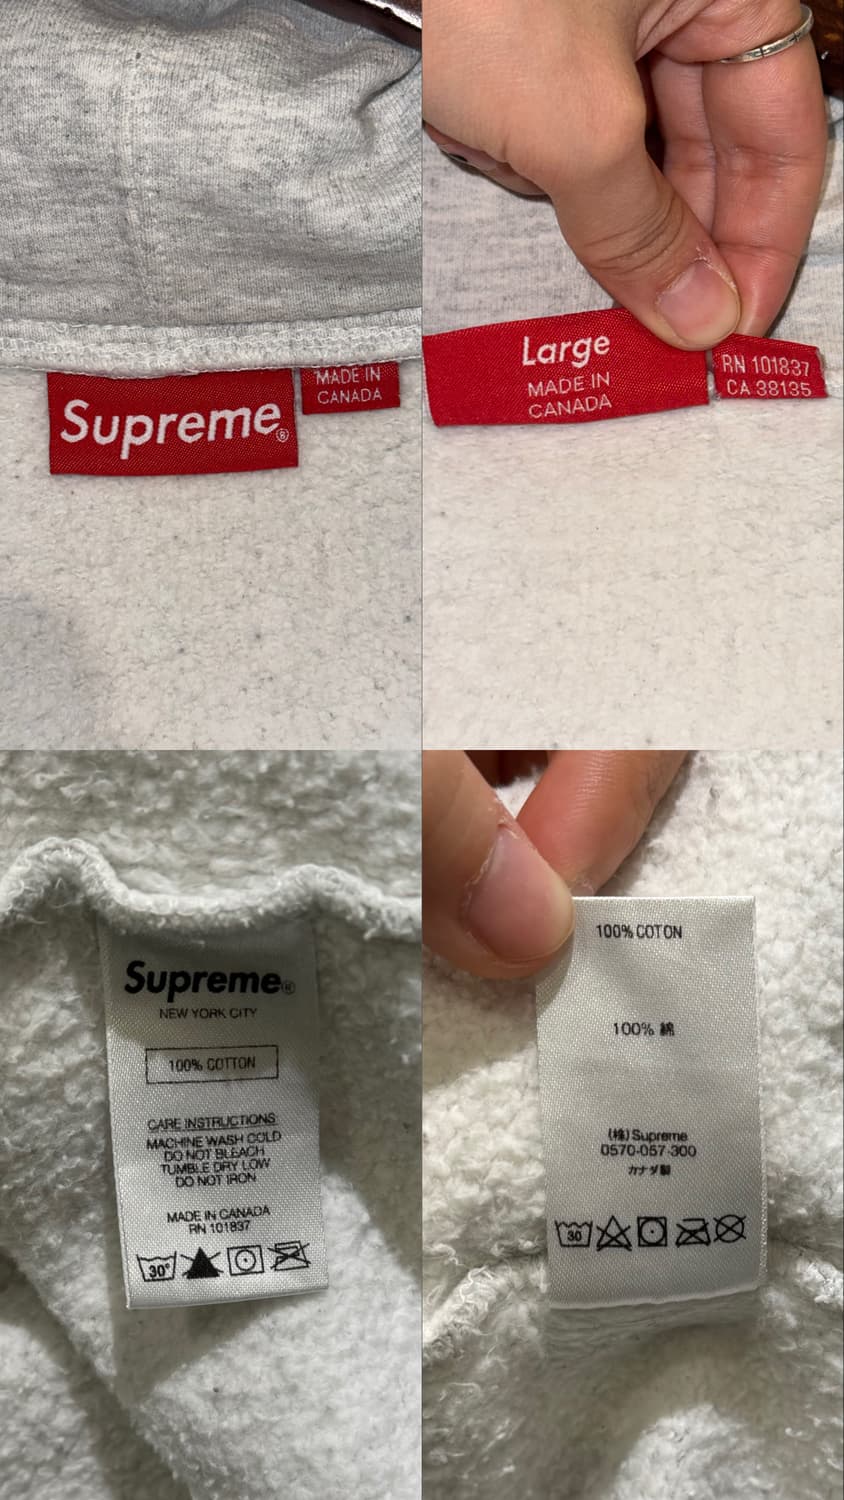 Supreme®
MADE IN
CANADA
Large
MADE IN
CANADA
RN 101837
CA 38135
Supreme®
NEW YORK CITY
100% COTTON
CARE INSTRUCTIONS:
MACHINE WASH COLD
DO NOT BLEACH
TUMBLE DRY LOW
DO NOT IRON
MADE IN CANADA
RN 101837
30°
100% COTON
100% 綿
(株) Supreme
0570-057-300
カナダ製
30